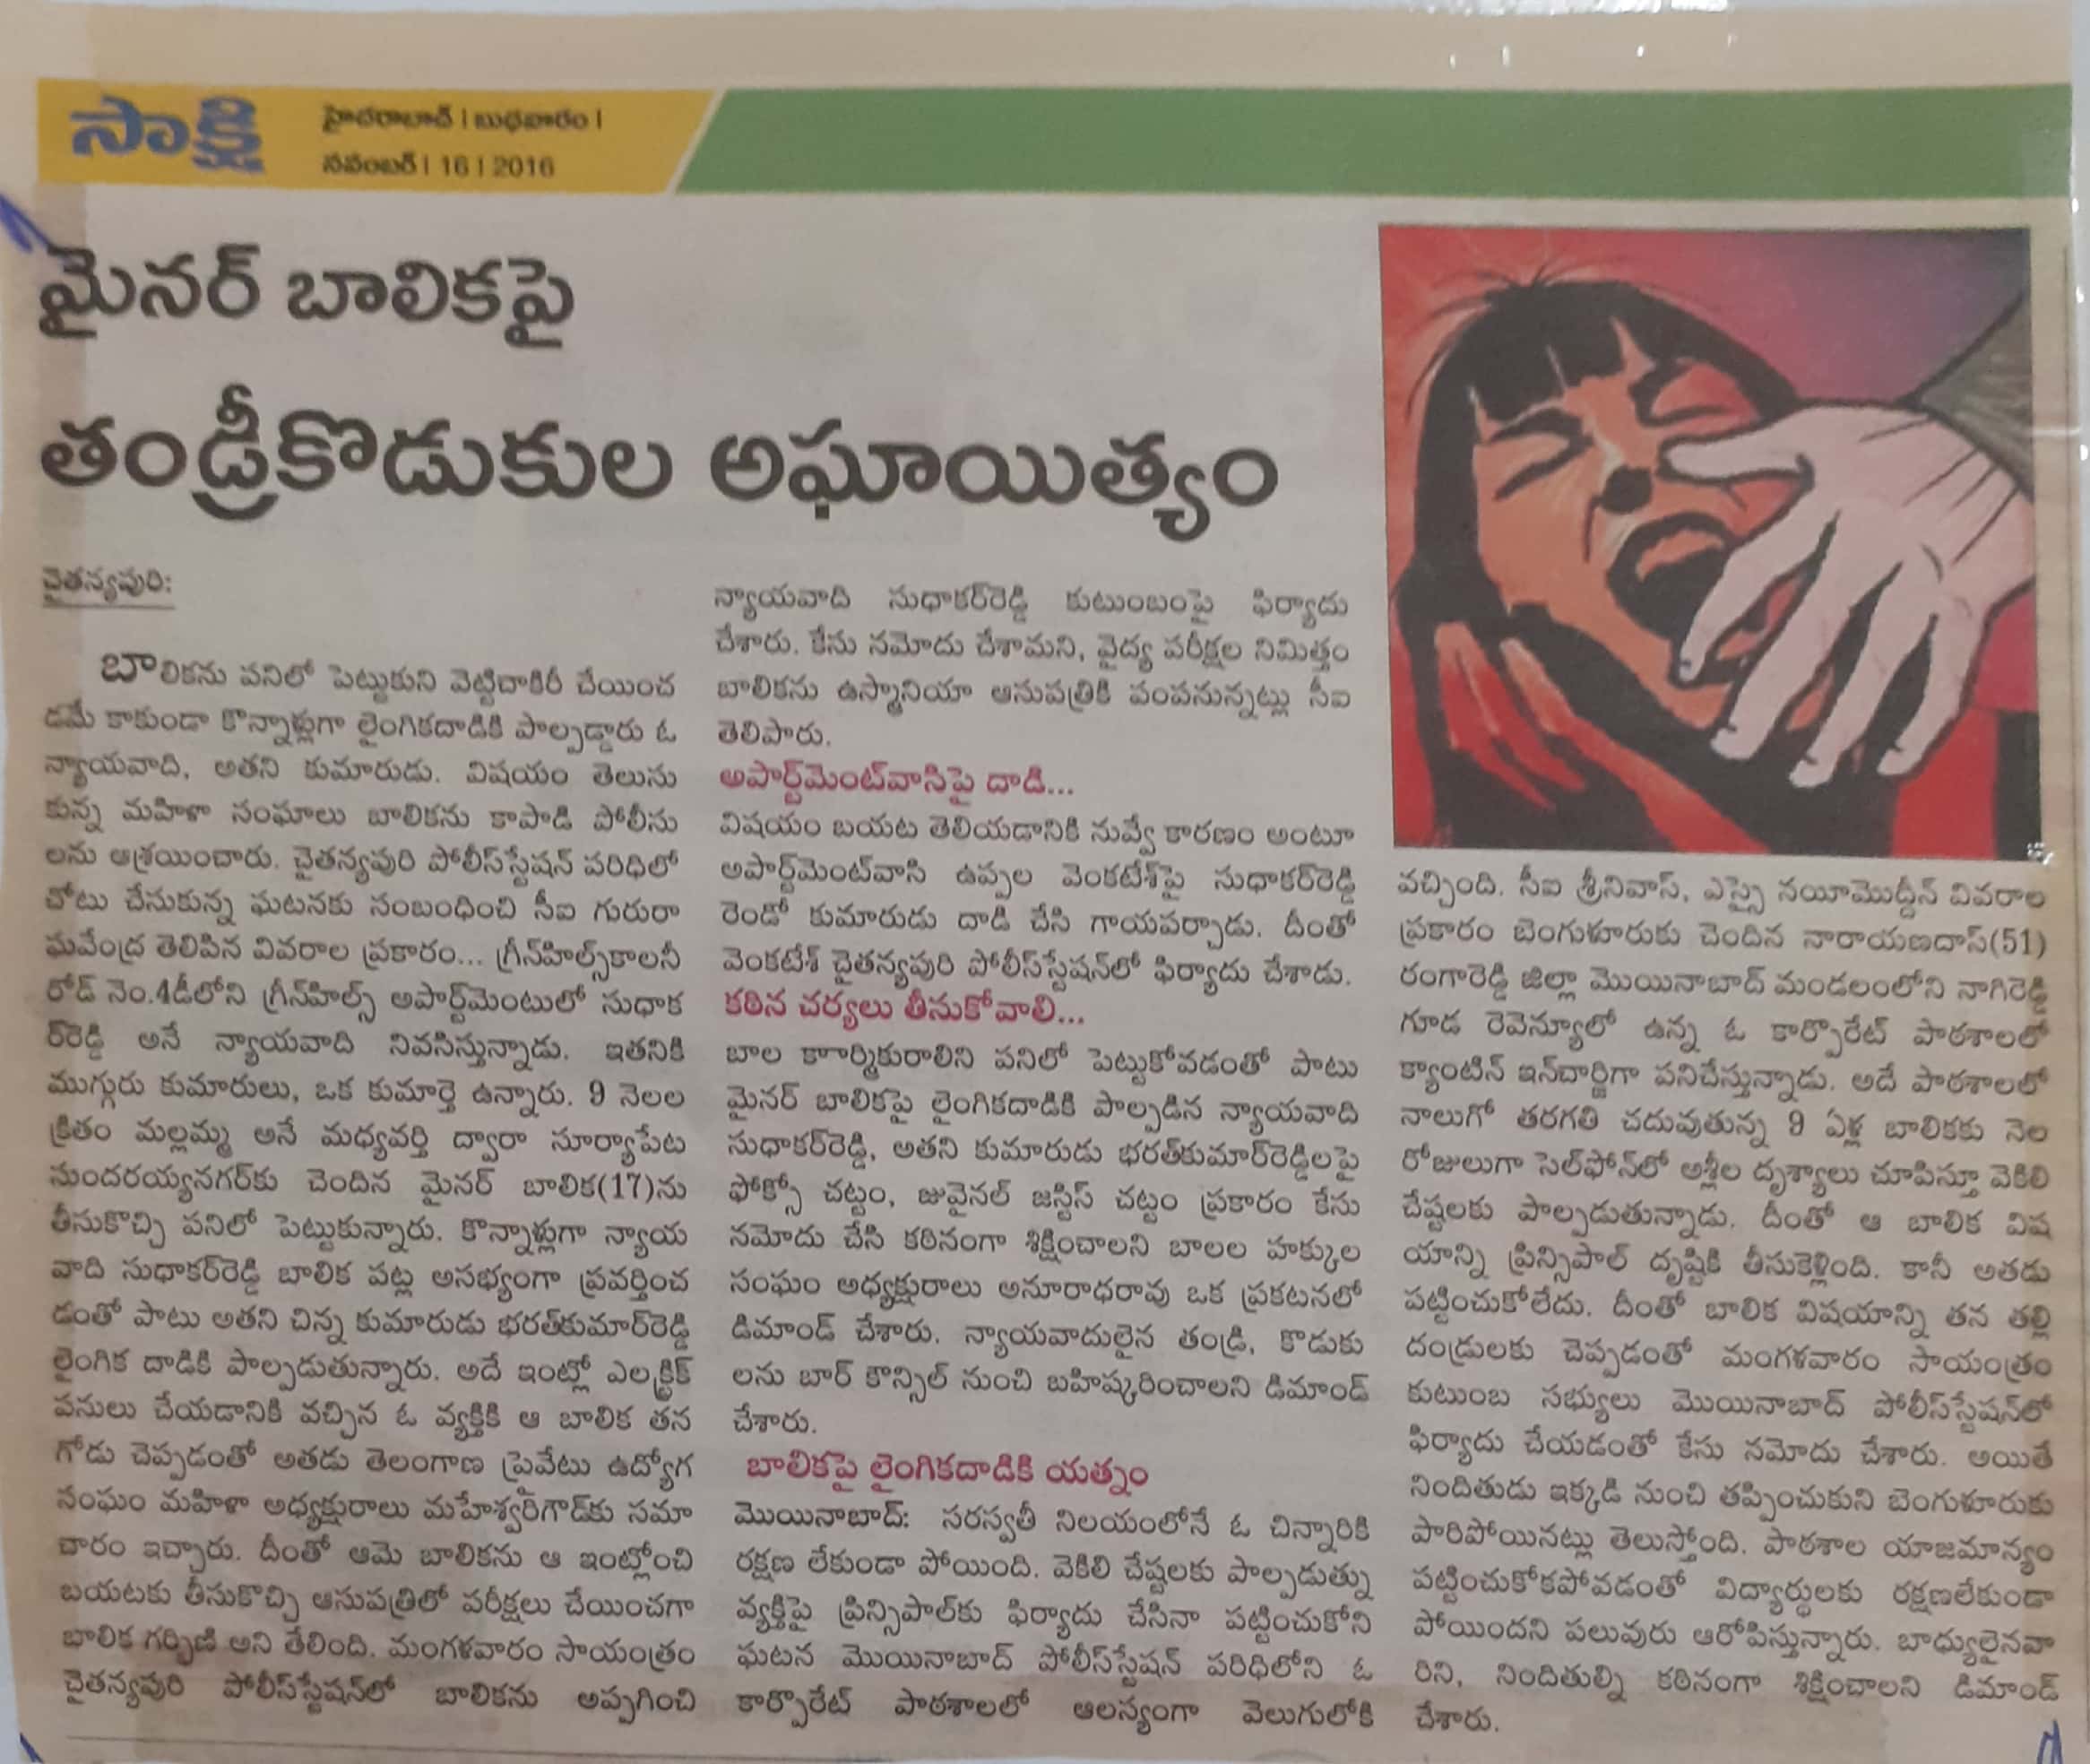 సాక్షి
హైదరాబాద్ | బుధవారం |
నవంబర్ | 16 | 2016
మైనర్ బాలికపై
తండ్రీకొడుకుల అఘాయిత్యం
చైతన్యపురి:
బాలికను పనిలో పెట్టుకుని వెట్టిచాకిరీ చేయించ
డమే కాకుండా కొన్నాళ్లుగా లైంగికదాడికి పాల్పడ్డారు ఓ
న్యాయవాది, అతని కుమారుడు. విషయం తెలుసు
కున్న మహిళా సంఘాలు బాలికను కాపాడి పోలీసు
లను ఆశ్రయించారు. చైతన్యపురి పోలీస్‌స్టేషన్ పరిధిలో
చోటు చేసుకున్న ఘటనకు సంబంధించి సీఐ గురురా
ఘవేంద్ర తెలిపిన వివరాల ప్రకారం... గ్రీన్‌హిల్స్‌కాలనీ
రోడ్ నెం.4డీలోని గ్రీన్‌హిల్స్ అపార్ట్‌మెంటులో సుధాక
ర్‌రెడ్డి అనే న్యాయవాది నివసిస్తున్నాడు. ఇతనికి
ముగ్గురు కుమారులు, ఒక కుమార్తె ఉన్నారు. 9 నెలల
క్రితం మల్లమ్మ అనే మధ్యవర్తి ద్వారా సూర్యాపేట
సుందరయ్యనగర్‌కు చెందిన మైనర్ బాలిక(17)ను
తీసుకొచ్చి పనిలో పెట్టుకున్నారు. కొన్నాళ్లుగా న్యాయ
వాది సుధాకర్‌రెడ్డి బాలిక పట్ల అసభ్యంగా ప్రవర్తించ
డంతో పాటు అతని చిన్న కుమారుడు భరత్‌కుమార్‌రెడ్డి
లైంగిక దాడికి పాల్పడుతున్నారు. అదే ఇంట్లో ఎలక్ట్రిక్
పనులు చేయడానికి వచ్చిన ఓ వ్యక్తికి ఆ బాలిక తన
గోడు చెప్పడంతో అతడు తెలంగాణ ప్రైవేటు ఉద్యోగ
సంఘం మహిళా అధ్యక్షురాలు మహేశ్వరిగౌడ్‌కు సమా
చారం ఇచ్చారు. దీంతో ఆమె బాలికను ఆ ఇంట్లోంచి
బయటకు తీసుకొచ్చి ఆసుపత్రిలో పరీక్షలు చేయించగా
బాలిక గర్భిణి అని తేలింది. మంగళవారం సాయంత్రం
చైతన్యపురి పోలీస్‌స్టేషన్‌లో బాలికను అప్పగించి
న్యాయవాది సుధాకర్‌రెడ్డి కుటుంబంపై ఫిర్యాదు
చేశారు. కేసు నమోదు చేశామని, వైద్య పరీక్షల నిమిత్తం
బాలికను ఉస్మానియా ఆసుపత్రికి పంపనున్నట్లు సీఐ
తెలిపారు.
అపార్ట్‌మెంట్‌వాసిపై దాడి...
విషయం బయట తెలియడానికి నువ్వే కారణం అంటూ
అపార్ట్‌మెంట్‌వాసి ఉప్పల వెంకటేశ్‌పై సుధాకర్‌రెడ్డి
రెండో కుమారుడు దాడి చేసి గాయపర్చాడు. దీంతో
వెంకటేశ్ చైతన్యపురి పోలీస్‌స్టేషన్‌లో ఫిర్యాదు చేశాడు.
కఠిన చర్యలు తీసుకోవాలి...
బాల కార్మికురాలిని పనిలో పెట్టుకోవడంతో పాటు
మైనర్ బాలికపై లైంగికదాడికి పాల్పడిన న్యాయవాది
సుధాకర్‌రెడ్డి, అతని కుమారుడు భరత్‌కుమార్‌రెడ్డిలపై
ఫోక్సో చట్టం, జువైనల్ జస్టిస్ చట్టం ప్రకారం కేసు
నమోదు చేసి కఠినంగా శిక్షించాలని బాలల హక్కుల
సంఘం అధ్యక్షురాలు అనూరాధరావు ఒక ప్రకటనలో
డిమాండ్ చేశారు. న్యాయవాదులైన తండ్రి, కొడుకు
లను బార్ కౌన్సిల్ నుంచి బహిష్కరించాలని డిమాండ్
చేశారు.
బాలికపై లైంగికదాడికి యత్నం
మొయినాబాద్: సరస్వతీ నిలయంలోనే ఓ చిన్నారికి
రక్షణ లేకుండా పోయింది. వెకిలి చేష్టలకు పాల్పడుతున్న
వ్యక్తిపై ప్రిన్సిపాల్‌కు ఫిర్యాదు చేసినా పట్టించుకోని
ఘటన మొయినాబాద్ పోలీస్‌స్టేషన్ పరిధిలోని ఓ
కార్పొరేట్ పాఠశాలలో ఆలస్యంగా వెలుగులోకి
వచ్చింది. సీఐ శ్రీనివాస్, ఎస్సై నయీమొద్దీన్ వివరాల
ప్రకారం బెంగుళూరుకు చెందిన నారాయణదాస్(51)
రంగారెడ్డి జిల్లా మొయినాబాద్ మండలంలోని నాగిరెడ్డి
గూడ రెవెన్యూలో ఉన్న ఓ కార్పొరేట్ పాఠశాలలో
క్యాంటిన్ ఇన్‌చార్జిగా పనిచేస్తున్నాడు. అదే పాఠశాలలో
నాలుగో తరగతి చదువుతున్న 9 ఏళ్ల బాలికకు నెల
రోజులుగా సెల్‌ఫోన్‌లో అశ్లీల దృశ్యాలు చూపిస్తూ వెకిలి
చేష్టలకు పాల్పడుతున్నాడు. దీంతో ఆ బాలిక విష
యాన్ని ప్రిన్సిపాల్ దృష్టికి తీసుకెళ్లింది. కానీ అతడు
పట్టించుకోలేదు. దీంతో బాలిక విషయాన్ని తన తల్లి
దండ్రులకు చెప్పడంతో మంగళవారం సాయంత్రం
కుటుంబ సభ్యులు మొయినాబాద్ పోలీస్‌స్టేషన్‌లో
ఫిర్యాదు చేయడంతో కేసు నమోదు చేశారు. అయితే
నిందితుడు ఇక్కడి నుంచి తప్పించుకుని బెంగుళూరుకు
పారిపోయినట్లు తెలుస్తోంది. పాఠశాల యాజమాన్యం
పట్టించుకోకపోవడంతో విద్యార్థులకు రక్షణలేకుండా
పోయిందని పలువురు ఆరోపిస్తున్నారు. బాధ్యులైనవా
రిని, నిందితుల్ని కఠినంగా శిక్షించాలని డిమాండ్
చేశారు.